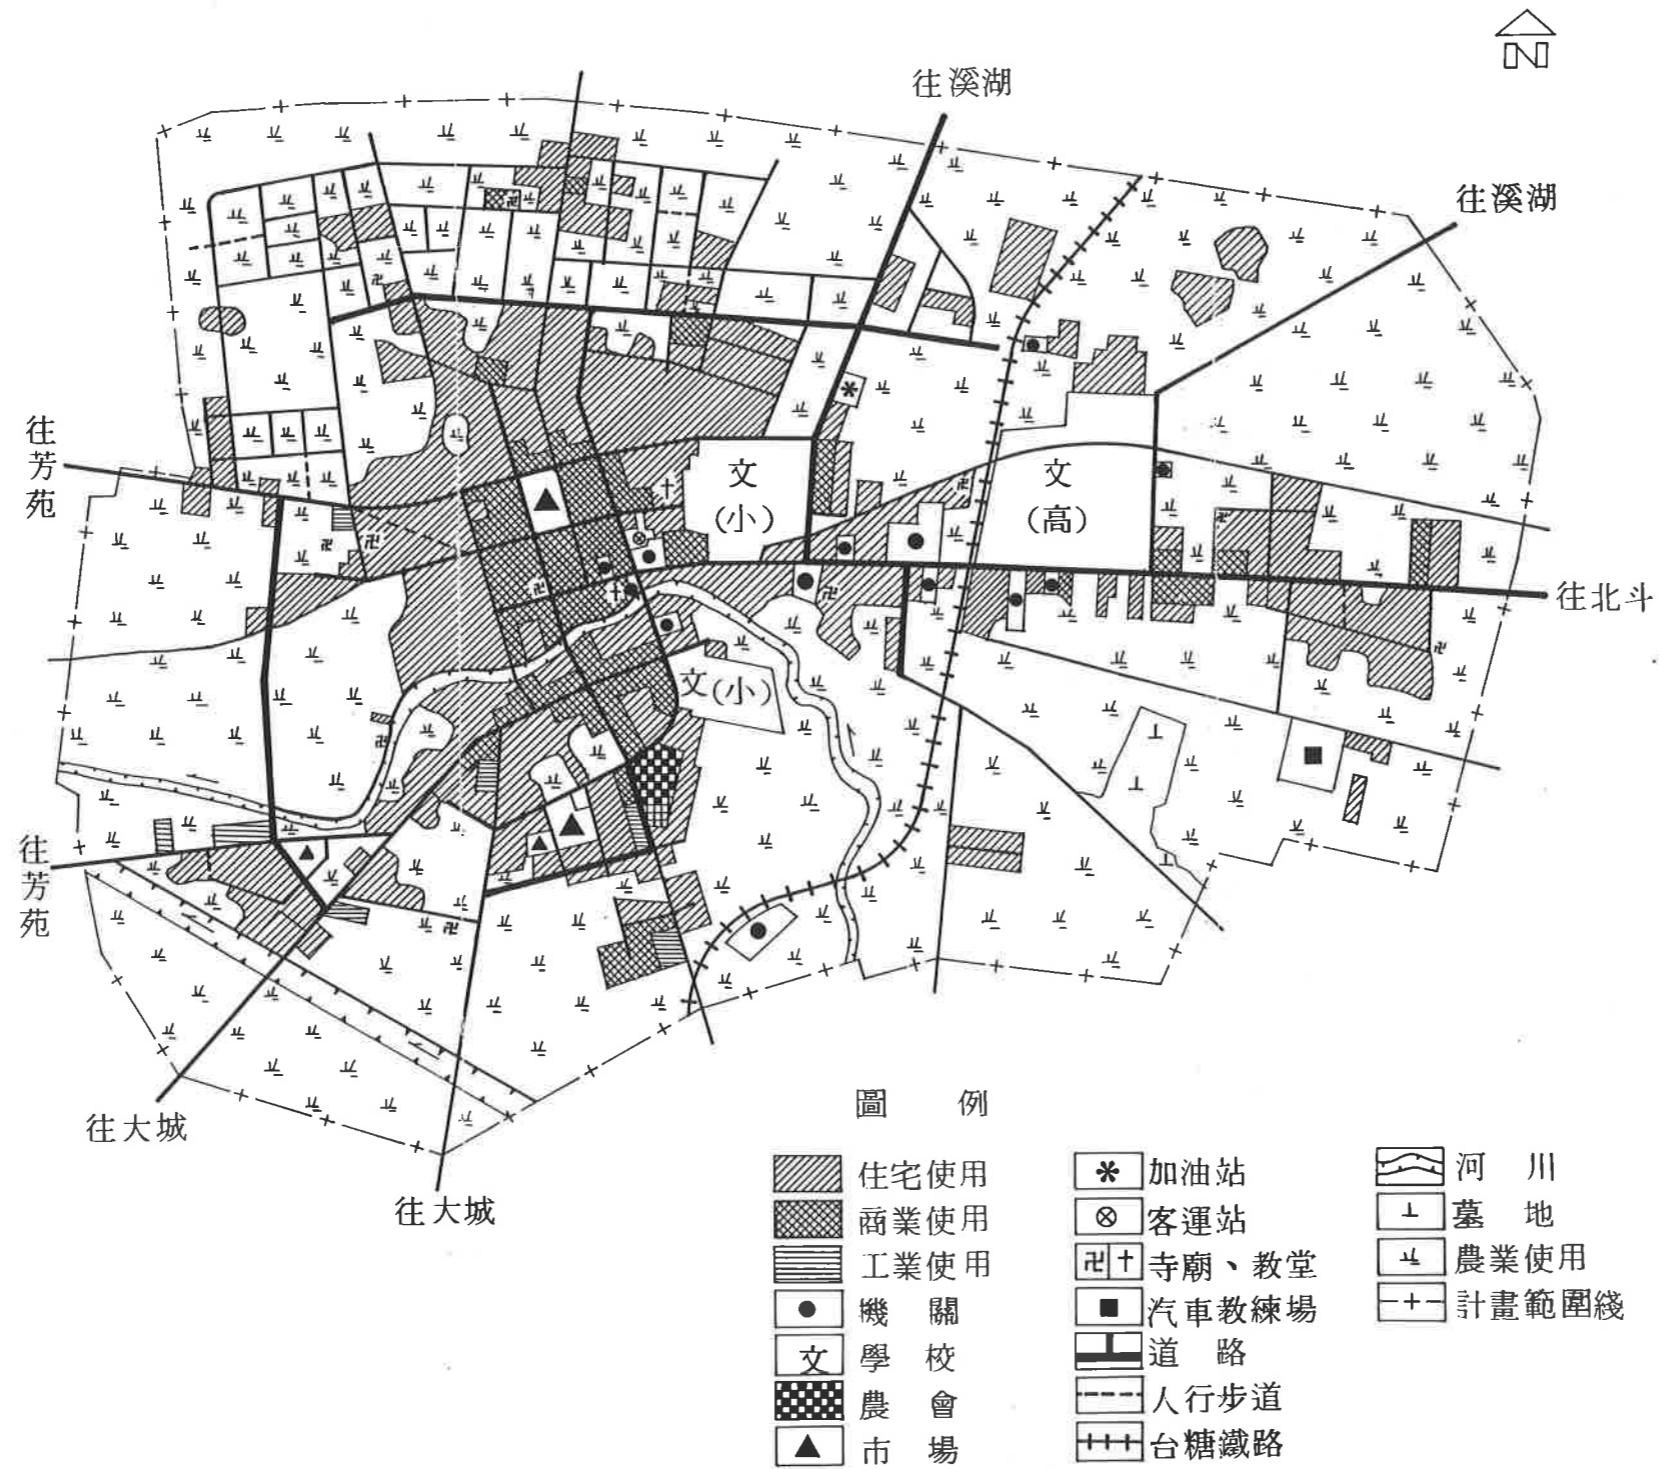 N
往溪湖
往溪湖
往芳苑
文(小)
文(高)
往北斗
文(小)
往芳苑
往大城
往大城
圖 例
住宅使用
商業使用
工業使用
機 關
文 學 校
農 會
市 場
加油站
客運站
卍 寺廟、教堂
汽車教練場
道 路
人行步道
台糖鐵路
河 川
墓 地
農業使用
計畫範圍綫